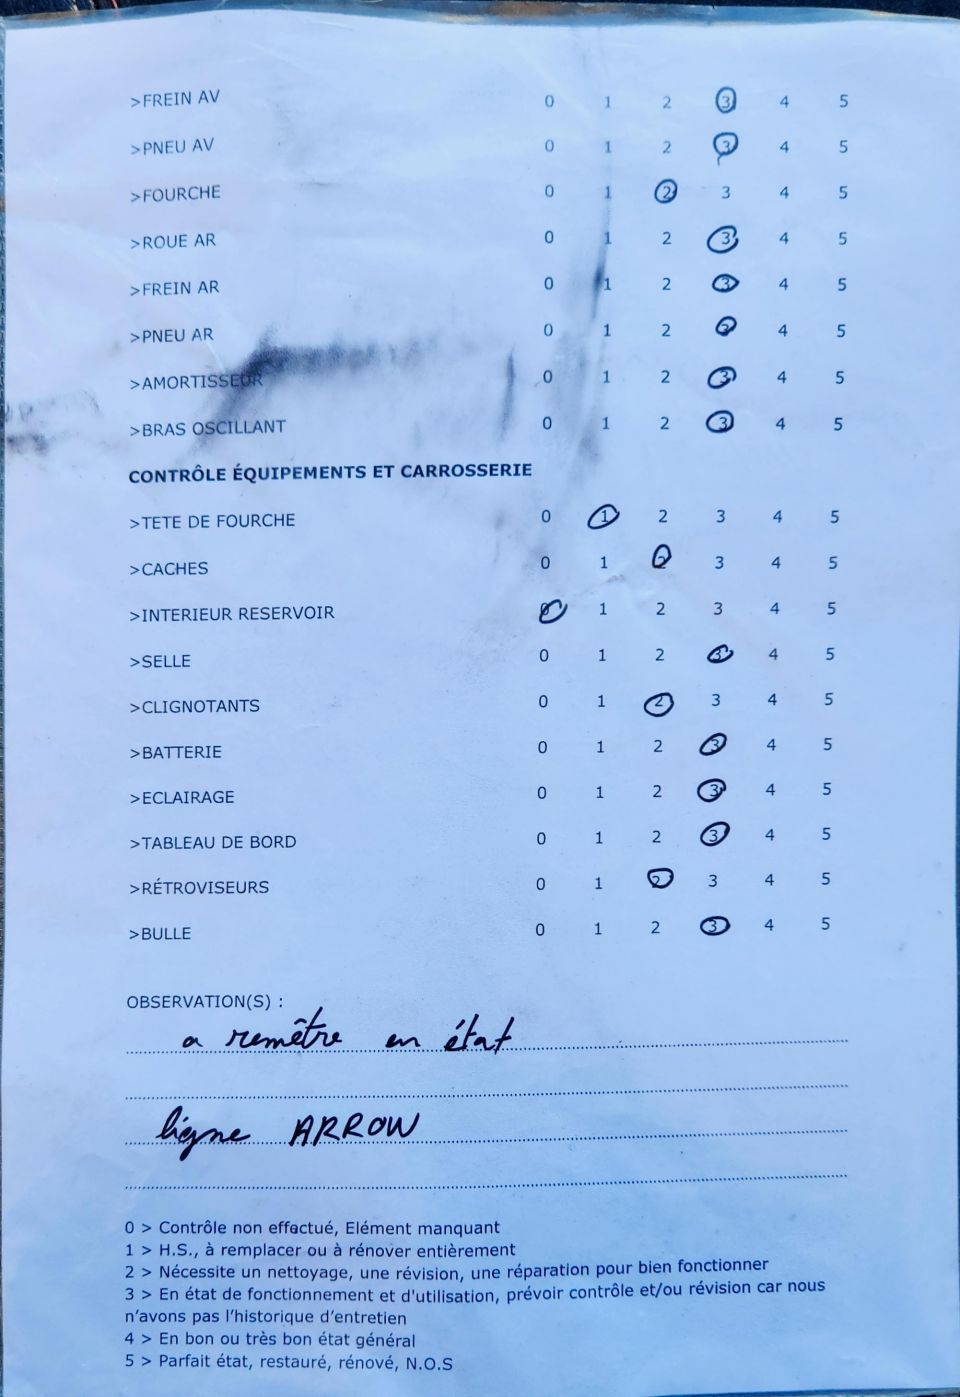 >FREIN AV 0 1 2 3 4 5
>PNEU AV 0 1 2 3 4 5
>FOURCHE 0 1 2 3 4 5
>ROUE AR 0 1 2 3 4 5
>FREIN AR 0 1 2 3 4 5
>PNEU AR 0 1 2 3 4 5
>AMORTISSEUR 0 1 2 3 4 5
>BRAS OSCILLANT 0 1 2 3 4 5
CONTRÔLE ÉQUIPEMENTS ET CARROSSERIE
>TETE DE FOURCHE 0 1 2 3 4 5
>CACHES 0 1 2 3 4 5
>INTERIEUR RESERVOIR 0 1 2 3 4 5
>SELLE 0 1 2 3 4 5
>CLIGNOTANTS 0 1 2 3 4 5
>BATTERIE 0 1 2 3 4 5
>ECLAIRAGE 0 1 2 3 4 5
>TABLEAU DE BORD 0 1 2 3 4 5
>RÉTROVISEURS 0 1 2 3 4 5
>BULLE 0 1 2 3 4 5
OBSERVATION(S) :
a remêtre en état
ligne ARROW
0 > Contrôle non effectué, Elément manquant
1 > H.S., à remplacer ou à rénover entièrement
2 > Nécessite un nettoyage, une révision, une réparation pour bien fonctionner
3 > En état de fonctionnement et d'utilisation, prévoir contrôle et/ou révision car nous
n'avons pas l'historique d'entretien
4 > En bon ou très bon état général
5 > Parfait état, restauré, rénové, N.O.S